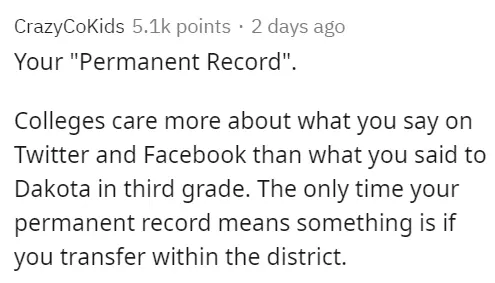 CrazyCoKids 5.1k points · 2 days ago
Your "Permanent Record".
Colleges care more about what you say on
Twitter and Facebook than what you said to
Dakota in third grade. The only time your
permanent record means something is if
you transfer within the district.